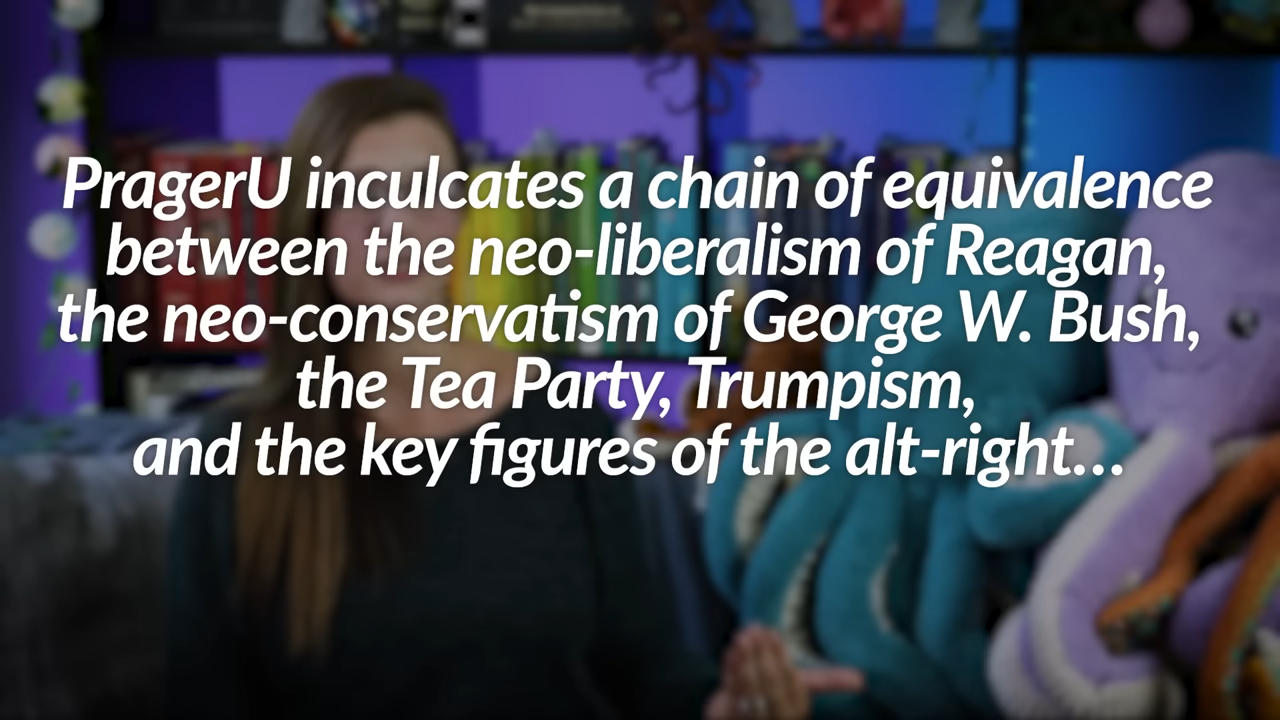 PragerU inculcates a chain of equivalence
between the neo-liberalism of Reagan,
the neo-conservatism of George W. Bush,
the Tea Party, Trumpism,
and the key figures of the alt-right...